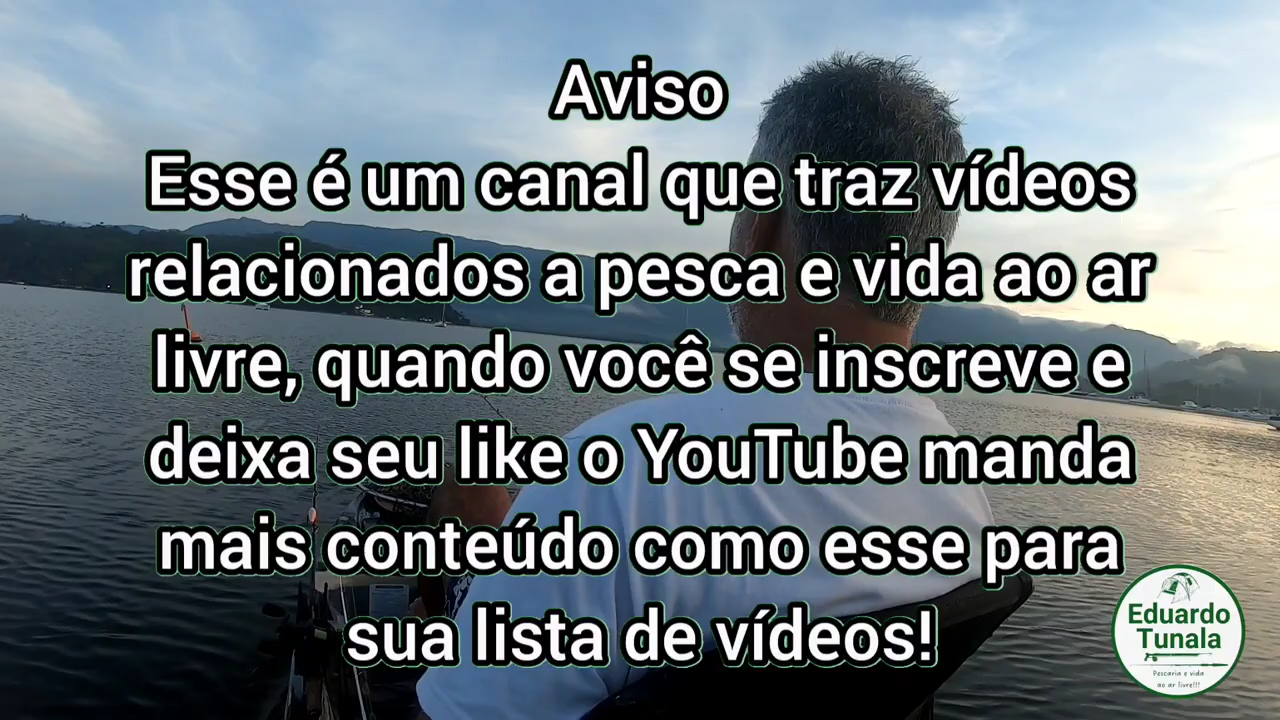 Aviso
Esse é um canal que traz vídeos
relacionados a pesca e vida ao ar
livre, quando você se inscreve e
deixa seu like o YouTube manda
mais conteúdo como esse para
sua lista de vídeos!
Eduardo
Tunala
Pescaria e vida
ao ar livre!!!